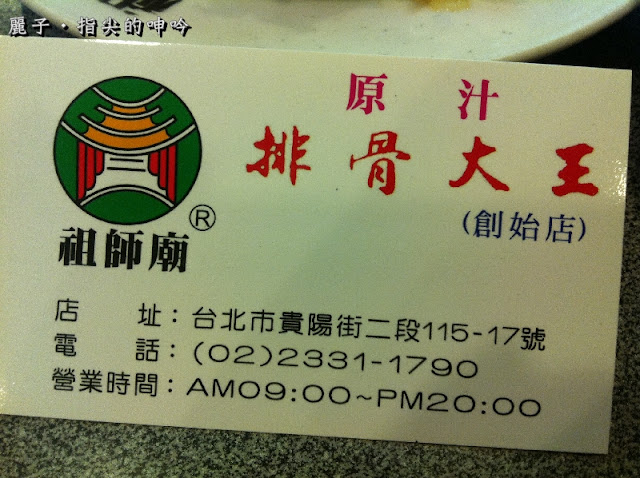 麗子・指尖的呻吟
原汁
排骨大王
(創始店)
®
祖師廟
店址：台北市貴陽街二段115-17號
電話：(02)2331-1790
營業時間：AM09:00~PM20:00